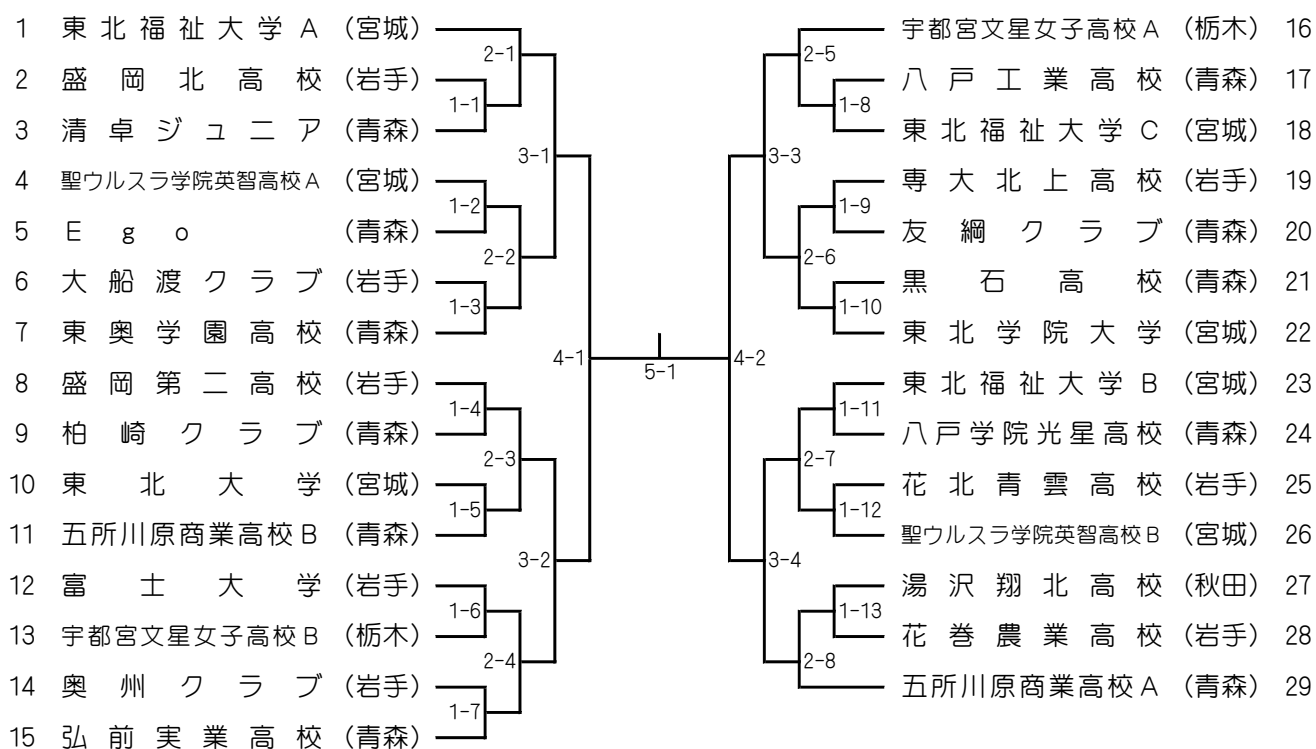 1 東北福祉大学A (宮城)
2 盛岡北高校 (岩手)
3 清卓ジュニア (青森)
4 聖ウルスラ学院英智高校A (宮城)
5 Ego (青森)
6 大船渡クラブ (岩手)
7 東奥学園高校 (青森)
8 盛岡第二高校 (岩手)
9 柏崎クラブ (青森)
10 東北大学 (宮城)
11 五所川原商業高校B (青森)
12 富士大学 (岩手)
13 宇都宮文星女子高校B (栃木)
14 奥州クラブ (岩手)
15 弘前実業高校 (青森)
2-1
1-1
3-1
1-2
2-2
1-3
4-1
1-4
2-3
1-5
3-2
1-6
2-4
1-7
5-1
2-5
1-8
3-3
1-9
2-6
1-10
4-2
1-11
2-7
1-12
3-4
1-13
2-8
宇都宮文星女子高校A (栃木) 16
八戸工業高校 (青森) 17
東北福祉大学C (宮城) 18
専大北上高校 (岩手) 19
友綱クラブ (青森) 20
黒石高校 (青森) 21
東北学院大学 (宮城) 22
東北福祉大学B (宮城) 23
八戸学院光星高校 (青森) 24
花北青雲高校 (岩手) 25
聖ウルスラ学院英智高校B (宮城) 26
湯沢翔北高校 (秋田) 27
花巻農業高校 (岩手) 28
五所川原商業高校A (青森) 29